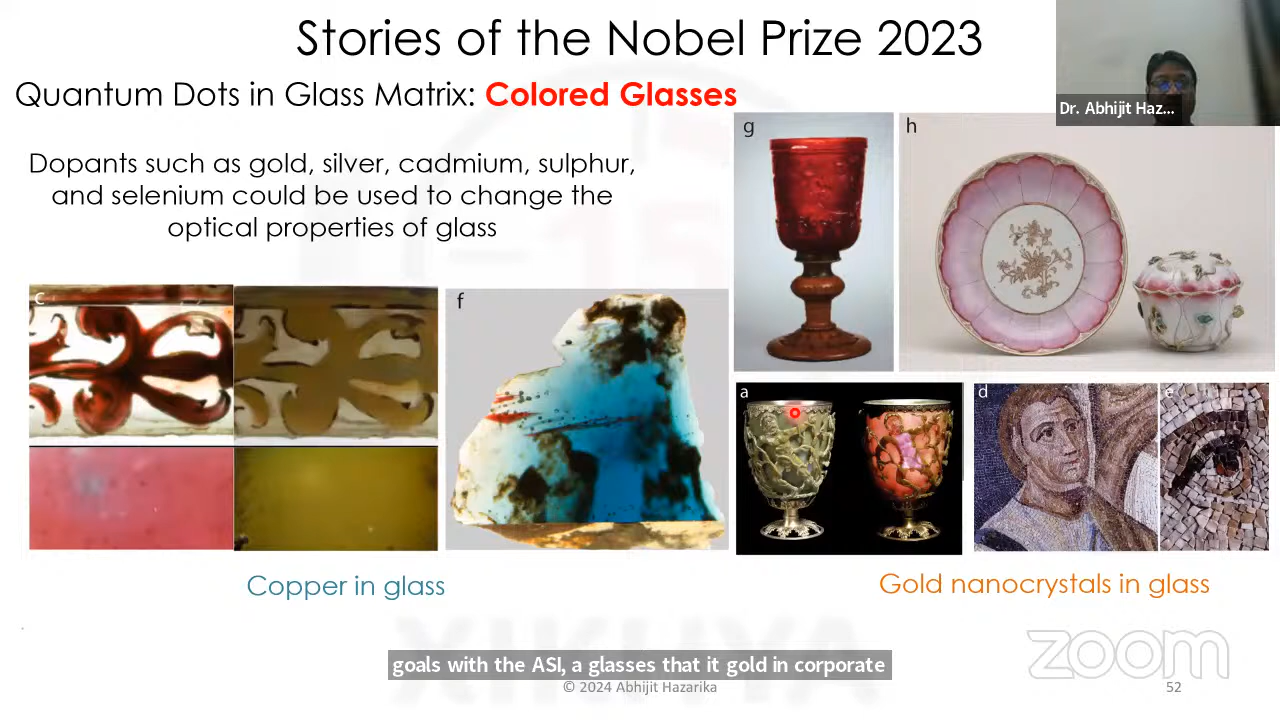 Stories of the Nobel Prize 2023
Dr. Abhijit Haz...
Quantum Dots in Glass Matrix: Colored Glasses
Dopants such as gold, silver, cadmium, sulphur,
and selenium could be used to change the
optical properties of glass
g
h
c
f
a
d
e
Copper in glass
Gold nanocrystals in glass
goals with the ASI, a glasses that it gold in corporate
zoom
© 2024 Abhijit Hazarika
52